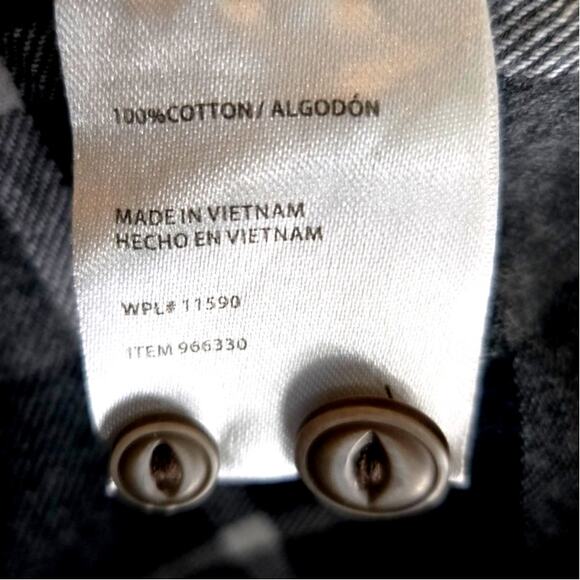 100%COTTON / ALGODÓN
MADE IN VIETNAM
HECHO EN VIETNAM
WPL# 11590
ITEM 966330